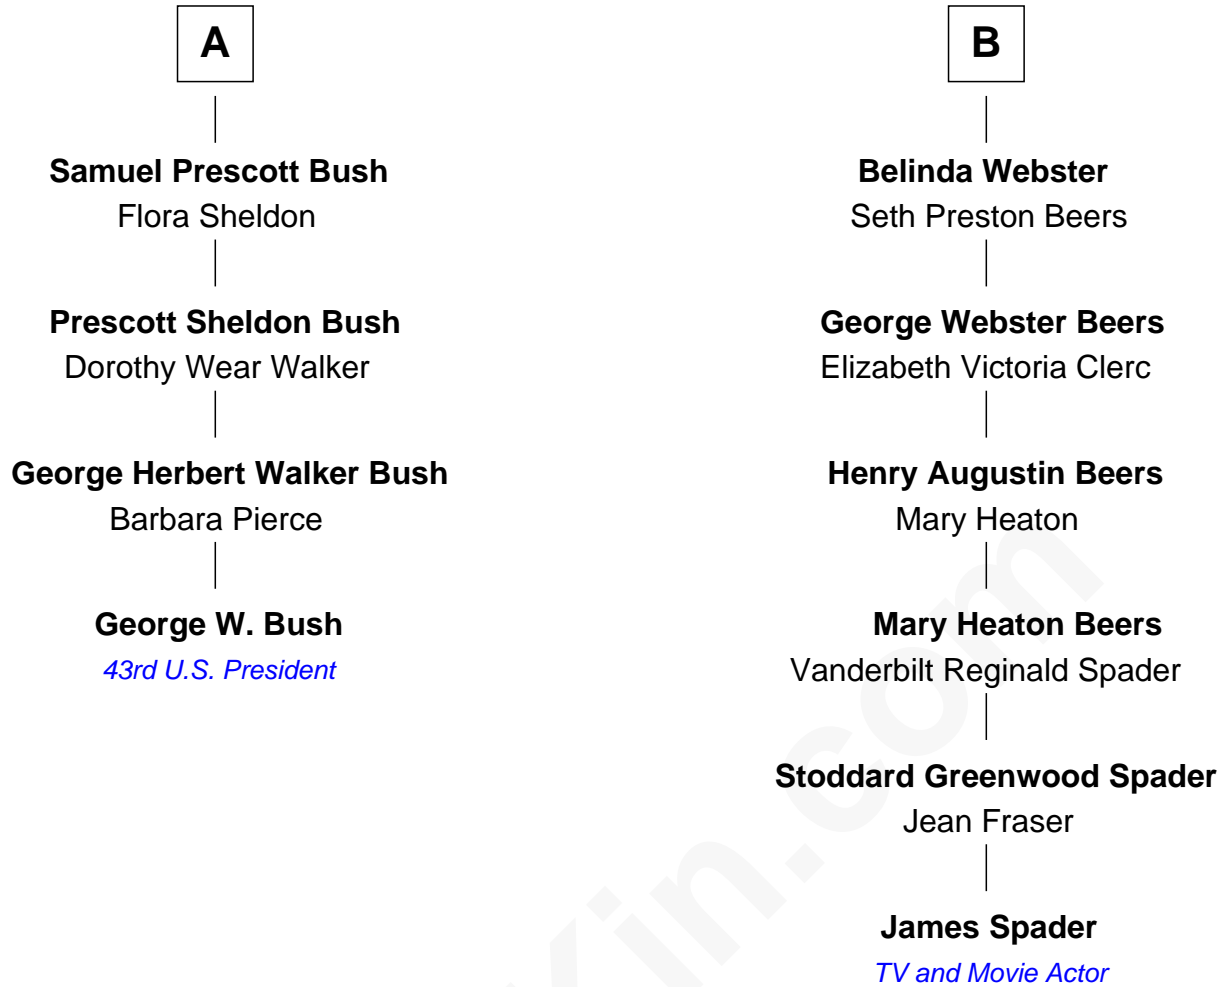 A
Samuel Prescott Bush
Flora Sheldon
Prescott Sheldon Bush
Dorothy Wear Walker
George Herbert Walker Bush
Barbara Pierce
George W. Bush
43rd U.S. President
B
Belinda Webster
Seth Preston Beers
George Webster Beers
Elizabeth Victoria Clerc
Henry Augustin Beers
Mary Heaton
Mary Heaton Beers
Vanderbilt Reginald Spader
Stoddard Greenwood Spader
Jean Fraser
James Spader
TV and Movie Actor